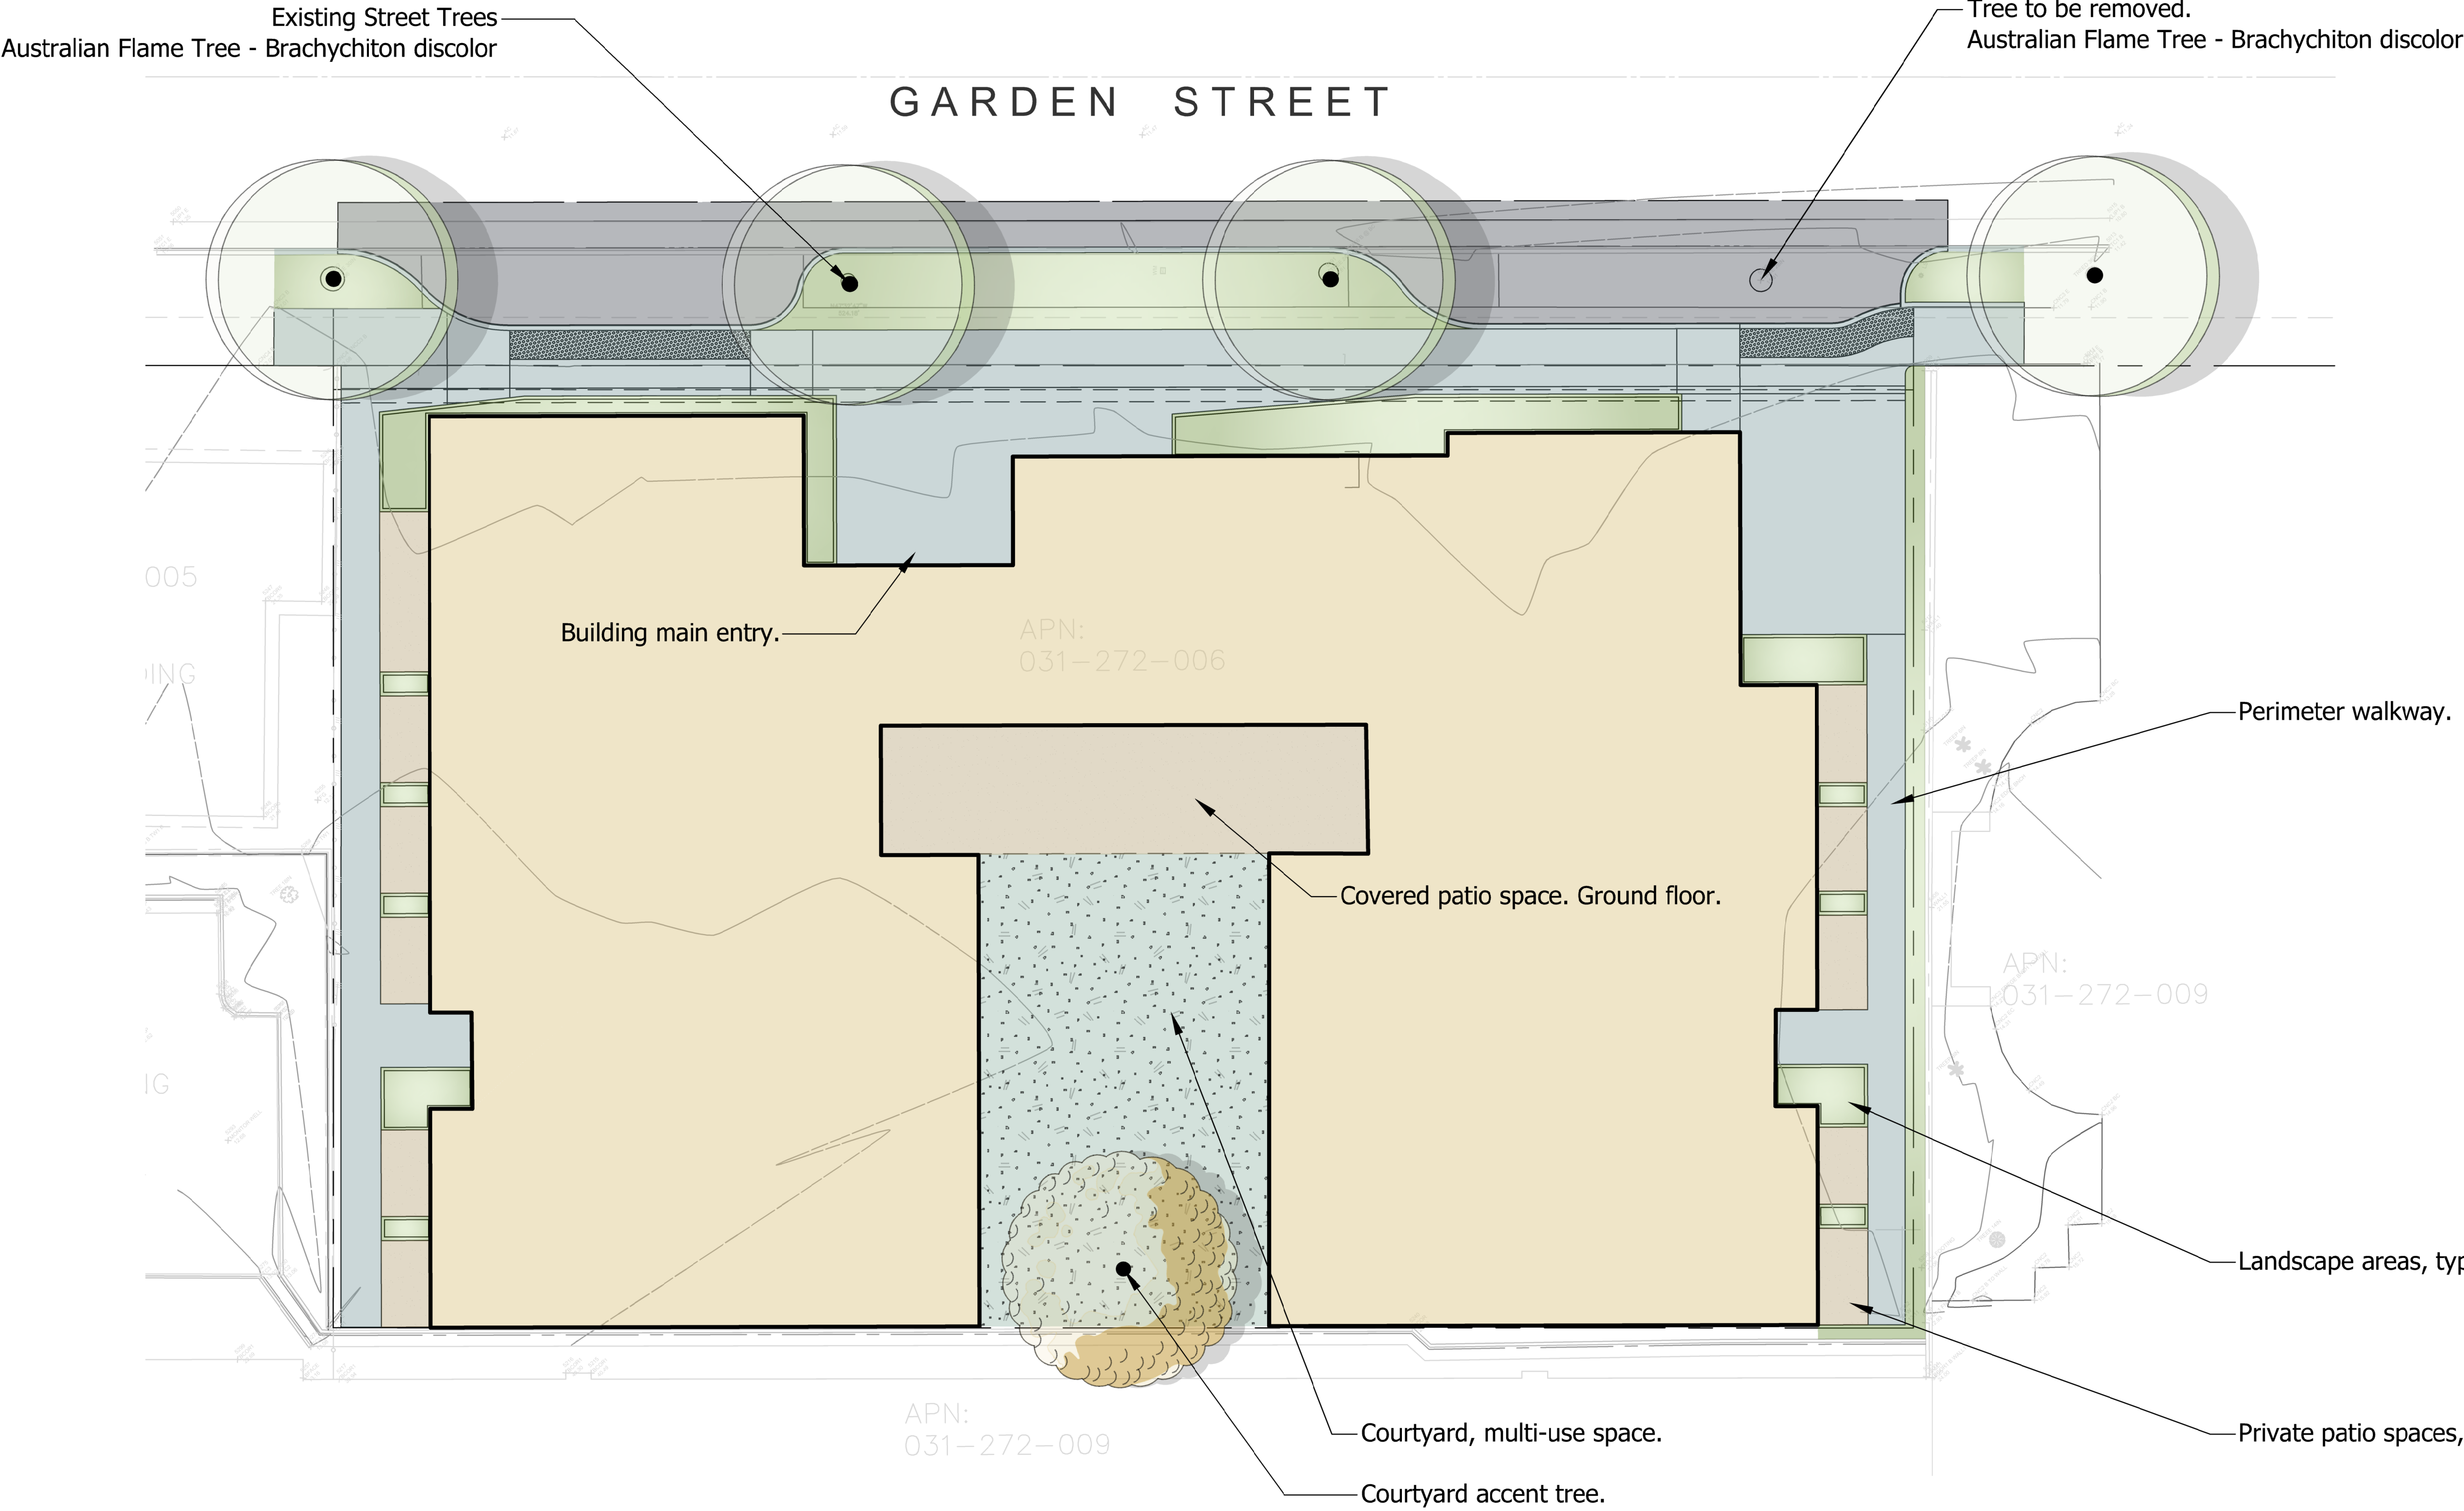 Existing Street Trees
Australian Flame Tree - Brachychiton discolor
Tree to be removed.
Australian Flame Tree - Brachychiton discolor
GARDEN STREET
005
Building main entry.
APN:
031-272-006
DING
Perimeter walkway.
Covered patio space. Ground floor.
APN:
031-272-009
Landscape areas, typ
Private patio spaces,
APN:
031-272-009
Courtyard, multi-use space.
Courtyard accent tree.